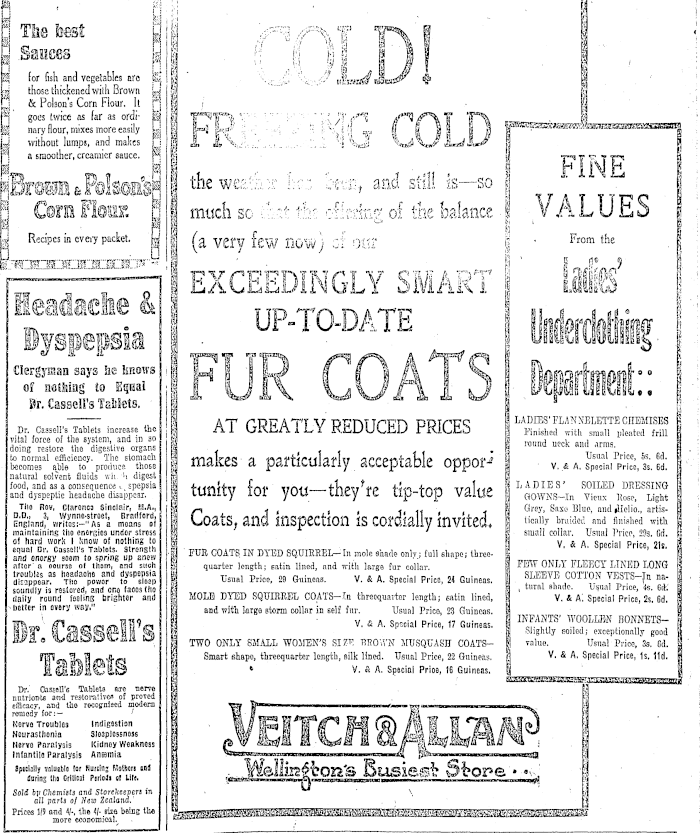 The best
Sauces
for fish and vegetables are
those thickened with Brown
& Polson's Corn Flour. It
goes twice as far as ordi-
nary flour, mixes more easily
without lumps, and makes
a smoother, creamier sauce.
Brown & Polson's
Corn Flour.
Recipes in every packet.
Headache &
Dyspepsia
Clergyman says he knows
of nothing to Equal
Dr. Cassell's Tablets.
Dr. Cassell's Tablets increase the
vital force of the system, and in so
doing restore the digestive organs
to normal efficiency. The stomach
becomes able to produce those
natural solvent fluids digest
food, and as a consequence
and dyspeptic headache disappear.
The Rev. Clarence Sinclair, M.A.,
D.D., 3, Wynne-street, Bradford,
England, writes:—"As a means of
maintaining the energies under stress
of hard work I know of nothing to
equal Dr. Cassell's Tablets. Strength
and energy seem to spring up anew
after a course of them, and such
troubles as headache and dyspepsia
disappear. The power to sleep
soundly is restored, and one faces the
daily round feeling brighter and
better in every way."
Dr. Cassell's
Tablets
Dr. Cassell's Tablets are nerve
nutrients and restoratives of proved
efficacy, and the recognised modern
remedy for:—
Nerve Troubles Indigestion
Neurasthenia Sleeplessness
Nerve Paralysis Kidney Weakness
Infantile Paralysis Anæmia
Specially valuable for Nursing Mothers and
during the Critical Periods of Life.
Sold by Chemists and Storekeepers in
all parts of New Zealand.
Prices 1/9 and 4/-, the 4/- size being the
more economical.
COLD!
FREEZING COLD
the weather has been, and still is—so
much so that the offering of the balance
(a very few now) of our
EXCEEDINGLY SMART
UP-TO-DATE
FUR COATS
AT GREATLY REDUCED PRICES
makes a particularly acceptable oppor-
tunity for you—they're tip-top value
Coats, and inspection is cordially invited.
FUR COATS IN DYED SQUIRREL—In mole shade only; full shape; three-
quarter length; satin lined, and with large fur collar.
Usual Price, 29 Guineas. V. & A. Special Price, 24 Guineas.
MOLE DYED SQUIRREL COATS—In threequarter length; satin lined,
and with large storm collar in self fur. Usual Price, 23 Guineas.
V. & A. Special Price, 17 Guineas.
TWO ONLY SMALL WOMEN'S SIZE BROWN MUSQUASH COATS—
Smart shape, threequarter length, silk lined. Usual Price, 22 Guineas.
V. & A. Special Price, 16 Guineas.
VEITCH & ALLAN
Wellington's Busiest Store..
FINE
VALUES
From the
Ladies'
Underclothing
Department::
LADIES' FLANNELETTE CHEMISES
Finished with small pleated frill
round neck and arms.
Usual Price, 5s. 6d.
V. & A. Special Price, 3s. 6d.
LADIES' SOILED DRESSING
GOWNS—In Vieux Rose, Light
Grey, Saxe Blue, and Helio., artis-
tically braided and finished with
small collar. Usual Price, 29s. 6d.
V. & A. Special Price, 21s.
FEW ONLY FLEECY LINED LONG
SLEEVE COTTON VESTS—In na-
tural shade. Usual Price, 4s. 6d.
V. & A. Special Price, 2s. 6d.
INFANTS' WOOLLEN BONNETS—
Slightly soiled; exceptionally good
value. Usual Price, 3s. 6d.
V. & A. Special Price, 1s. 11d.